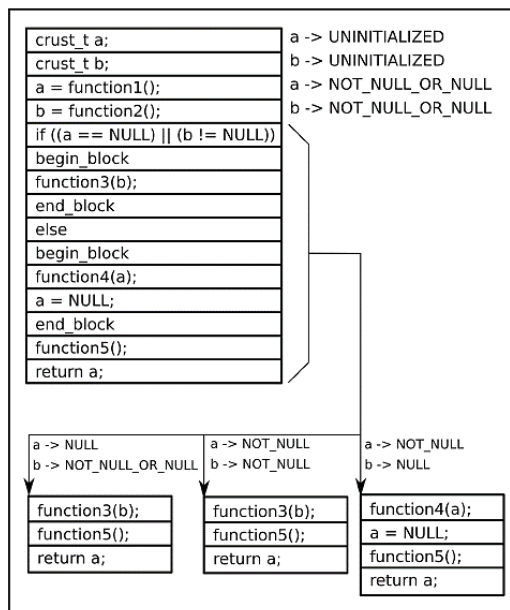 crust_t a;
a -> UNINITIALIZED
crust_t b;
b -> UNINITIALIZED
a = function1();
a -> NOT_NULL_OR_NULL
b = function2();
b -> NOT_NULL_OR_NULL
if ((a == NULL) || (b != NULL))
begin_block
function3(b);
end_block
else
begin_block
function4(a);
a = NULL;
end_block
function5();
return a;
a -> NULL
b -> NOT_NULL_OR_NULL
function3(b);
function5();
return a;
a -> NOT_NULL
b -> NOT_NULL
function3(b);
function5();
return a;
a -> NOT_NULL
b -> NULL
function4(a);
a = NULL;
function5();
return a;